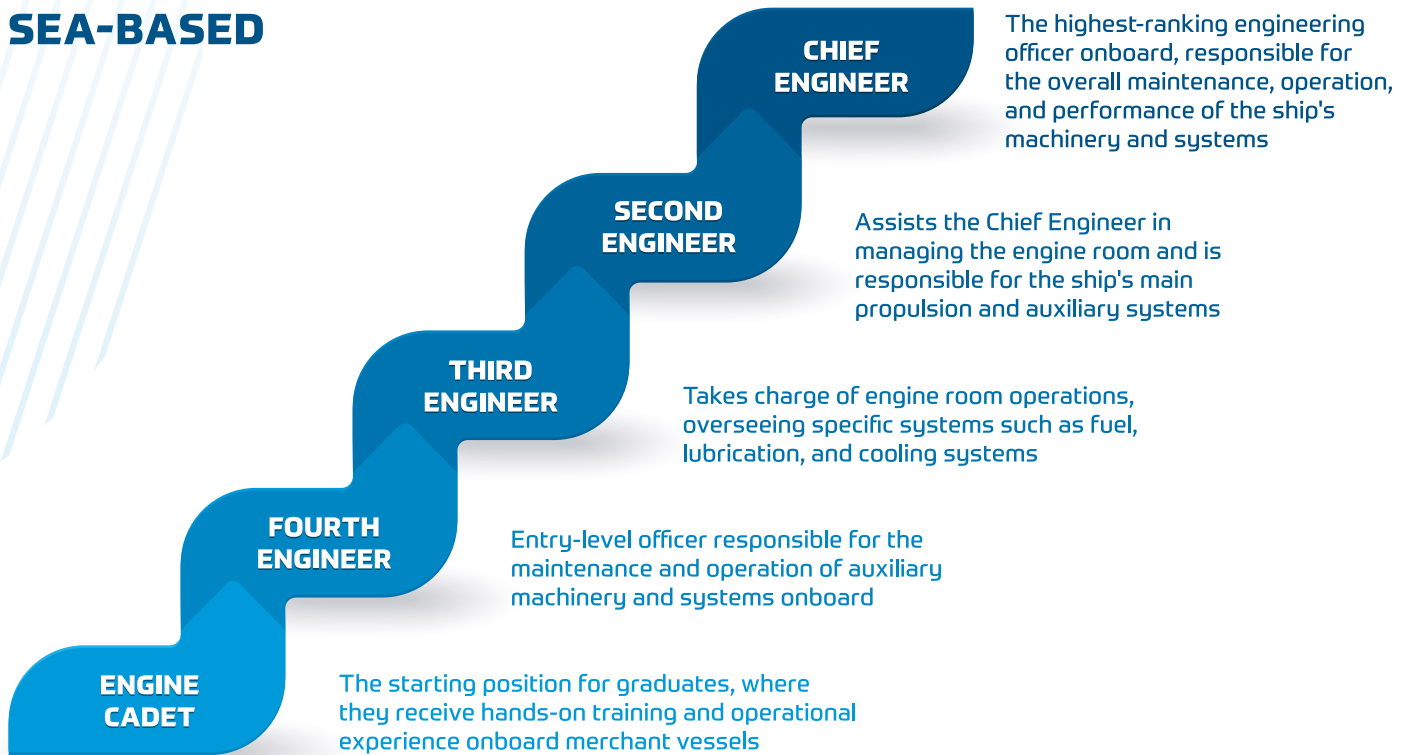 SEA-BASED
CHIEF
ENGINEER
The highest-ranking engineering
officer onboard, responsible for
the overall maintenance, operation,
and performance of the ship's
machinery and systems
SECOND
ENGINEER
Assists the Chief Engineer in
managing the engine room and is
responsible for the ship's main
propulsion and auxiliary systems
THIRD
ENGINEER
Takes charge of engine room operations,
overseeing specific systems such as fuel,
lubrication, and cooling systems
FOURTH
ENGINEER
Entry-level officer responsible for the
maintenance and operation of auxiliary
machinery and systems onboard
ENGINE
CADET
The starting position for graduates, where
they receive hands-on training and operational
experience onboard merchant vessels